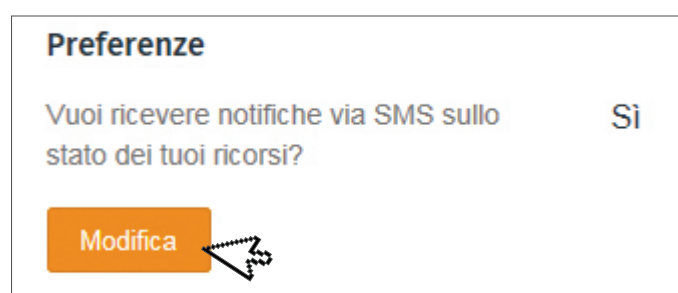 Preferenze
Vuoi ricevere notifiche via SMS sullo Sì
stato dei tuoi ricorsi?
Modifica